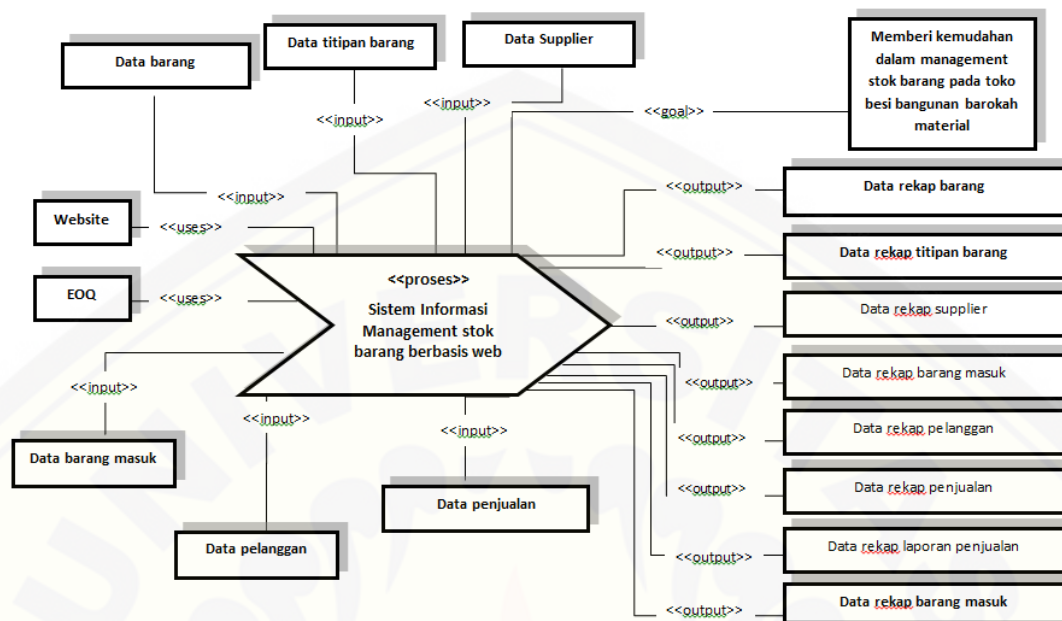 Data barang
Data titipan barang
Data Supplier
Memberi kemudahan
dalam management
stok barang pada toko
besi bangunan barokah
material
<<input>>
<<input>>
<<goal>>
<<input>>
<<output>>
Data rekap barang
Website
<<uses>>
<<output>>
Data rekap titipan barang
EOQ
<<uses>>
<<proses>>
Sistem Informasi
Management stok
barang berbasis web
<<output>>
Data rekap supplier
<<input>>
<<output>>
Data rekap barang masuk
<<input>>
<<input>>
<<output>>
Data rekap pelanggan
Data barang masuk
Data penjualan
<<output>>
Data rekap penjualan
Data pelanggan
<<output>>
Data rekap laporan penjualan
<<output>>
Data rekap barang masuk
UNIVERSI